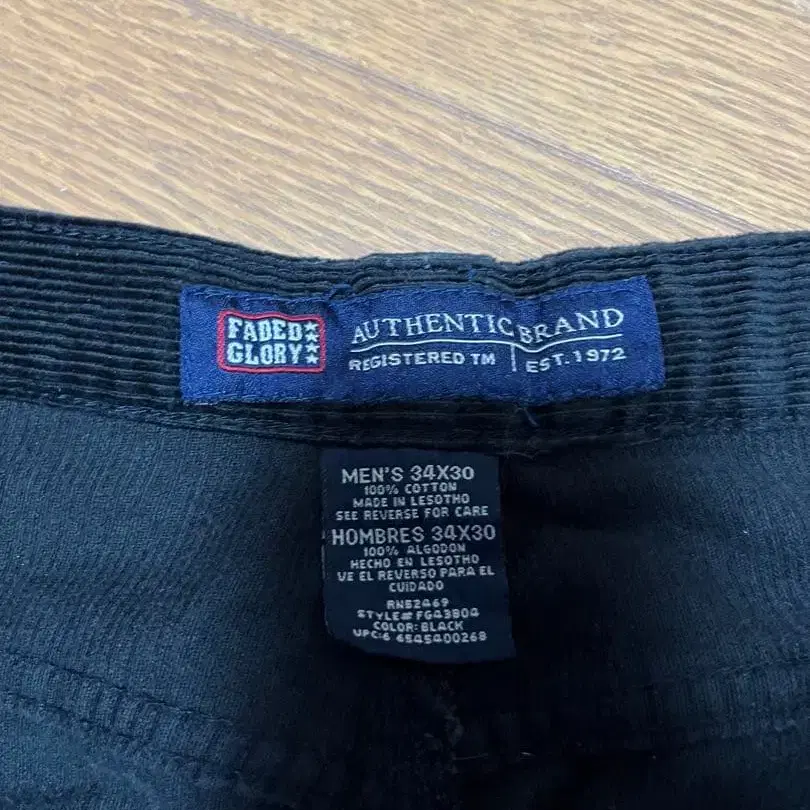 FADED
GLORY
AUTHENTIC BRAND
REGISTERED TM | EST. 1972
MEN'S 34X30
100% COTTON
MADE IN LESOTHO
SEE REVERSE FOR CARE
HOMBRES 34X30
100% ALGODON
HECHO EN LESOTHO
VE EL REVERSO PARA EL
CUIDADO
RN52469
STYLE# FG43804
COLOR: BLACK
UPC:6 4545400268